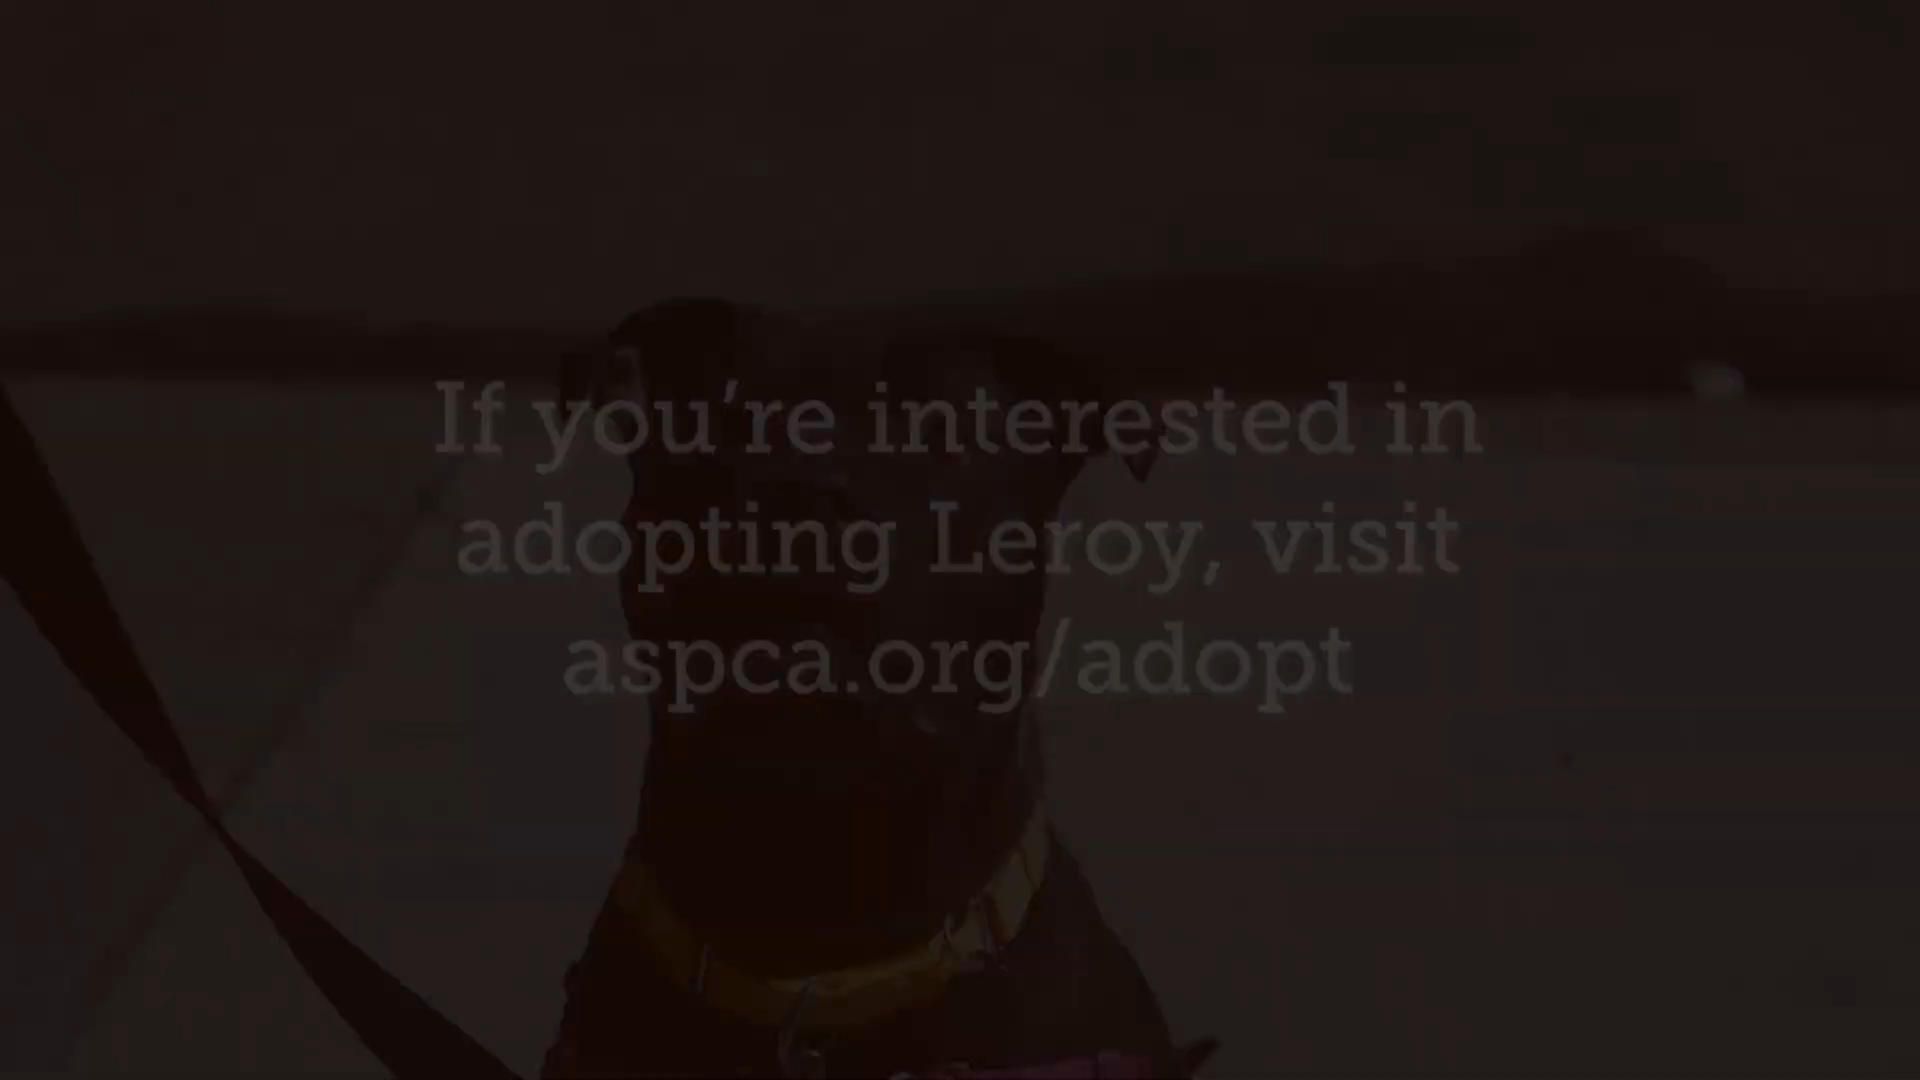 If you’re interested in
adopting Leroy, visit
aspca.org/adopt